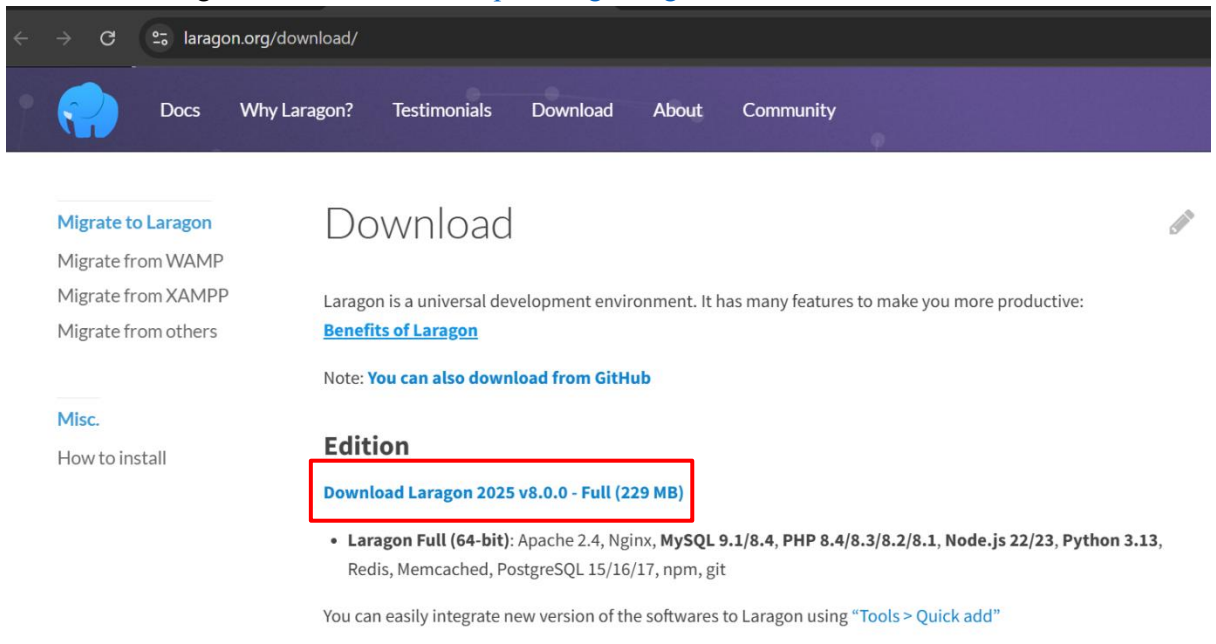 laragon.org/download/
Docs Why Laragon? Testimonials Download About Community
Migrate to Laragon
Migrate from WAMP
Migrate from XAMPP
Migrate from others
Misc.
How to install
Download
Laragon is a universal development environment. It has many features to make you more productive:
Benefits of Laragon
Note: You can also download from GitHub
Edition
Download Laragon 2025 v8.0.0 - Full (229 MB)
• Laragon Full (64-bit): Apache 2.4, Nginx, MySQL 9.1/8.4, PHP 8.4/8.3/8.2/8.1, Node.js 22/23, Python 3.13,
Redis, Memcached, PostgreSQL 15/16/17, npm, git
You can easily integrate new version of the softwares to Laragon using “Tools > Quick add”